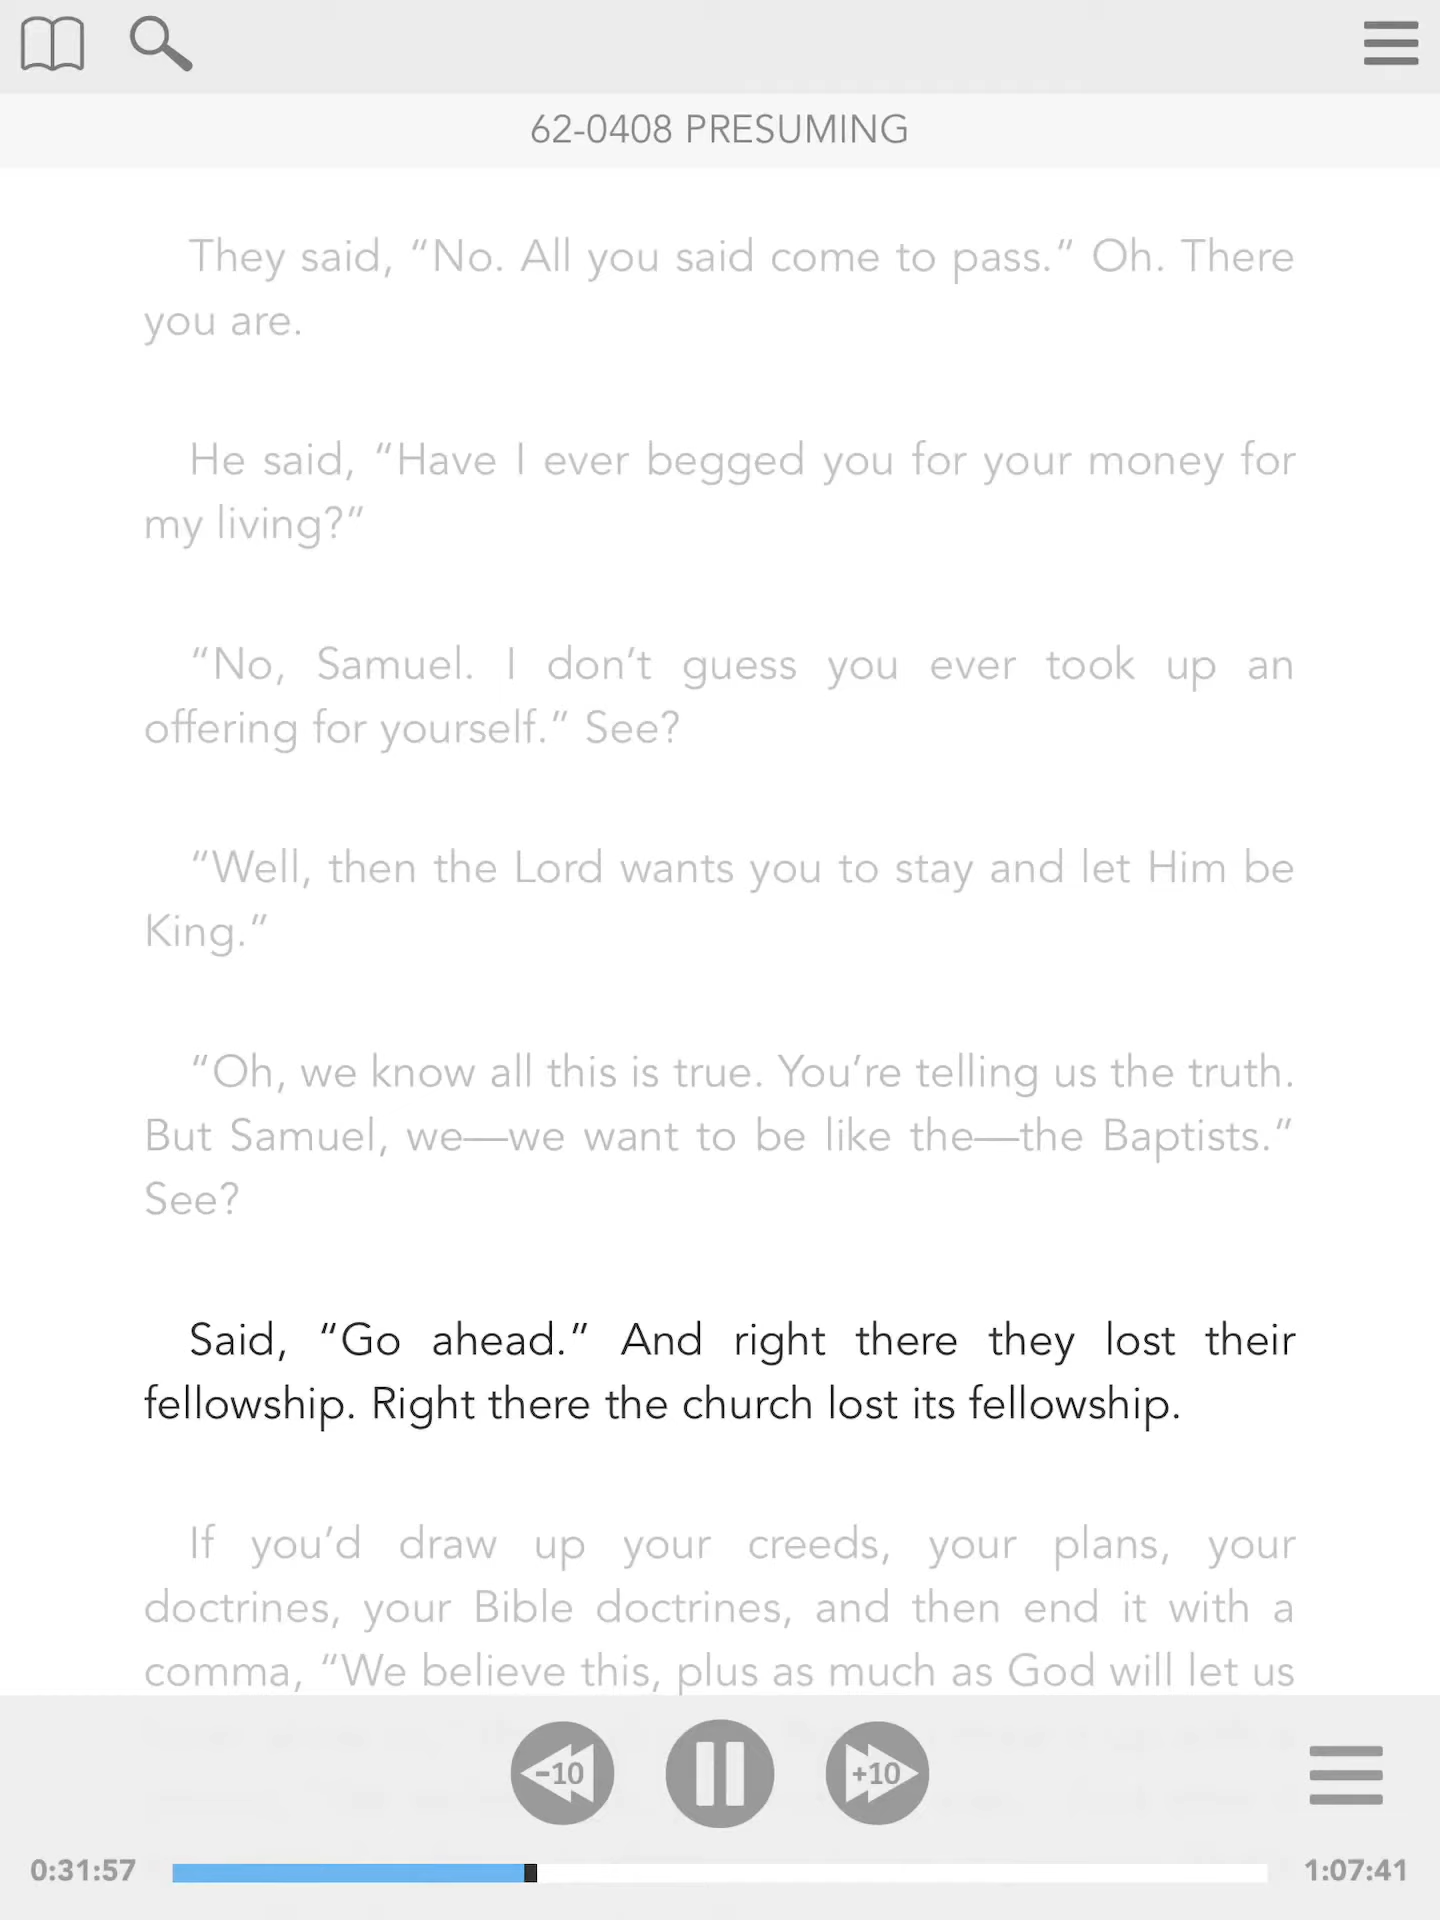 62-0408 PRESUMING
They said, “No. All you said come to pass.” Oh. There
you are.
He said, “Have I ever begged you for your money for
my living?”
“No, Samuel. I don’t guess you ever took up an
offering for yourself.” See?
“Well, then the Lord wants you to stay and let Him be
King.”
“Oh, we know all this is true. You’re telling us the truth.
But Samuel, we—we want to be like the—the Baptists.”
See?
Said, “Go ahead.” And right there they lost their
fellowship. Right there the church lost its fellowship.
If you’d draw up your creeds, your plans, your
doctrines, your Bible doctrines, and then end it with a
comma, “We believe this, plus as much as God will let us
-10 +10
0:31:57 1:07:41